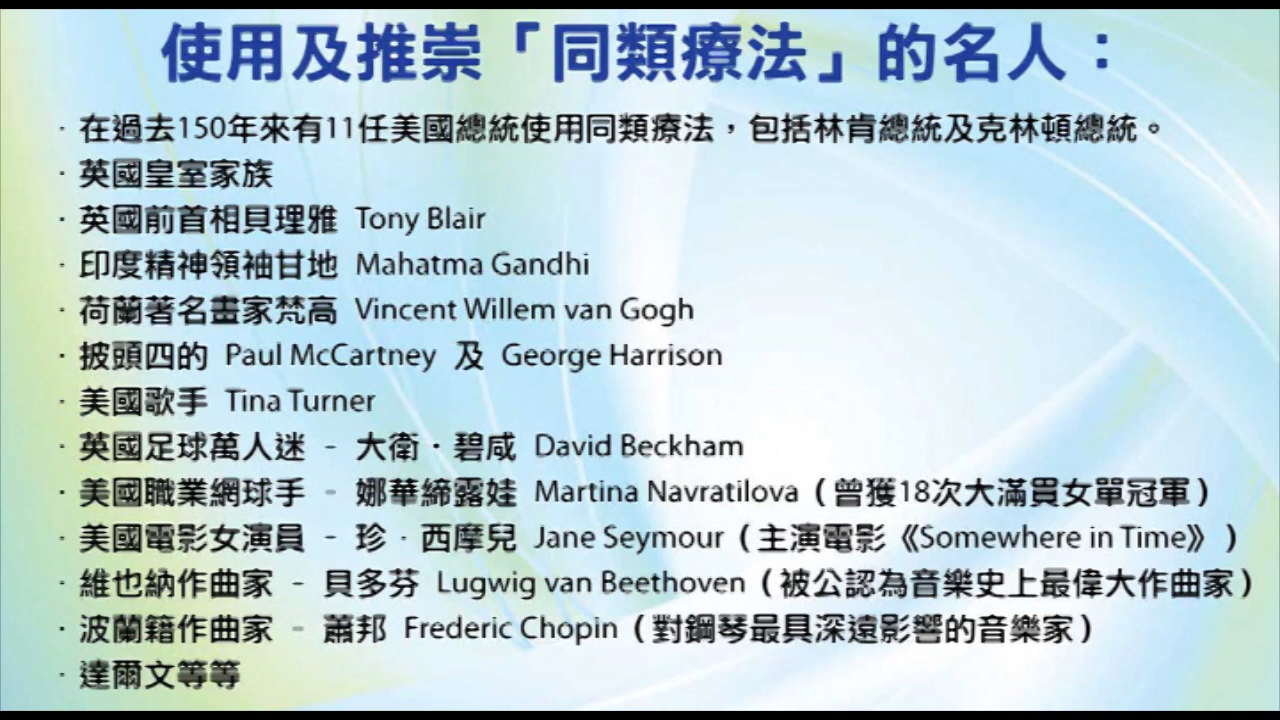 使用及推崇「同類療法」的名人：
· 在過去150年來有11任美國總統使用同類療法，包括林肯總統及克林頓總統。
· 英國皇室家族
· 英國前首相貝理雅 Tony Blair
· 印度精神領袖甘地 Mahatma Gandhi
· 荷蘭著名畫家梵高 Vincent Willem van Gogh
· 披頭四的 Paul McCartney 及 George Harrison
· 美國歌手 Tina Turner
· 英國足球萬人迷 - 大衛·碧咸 David Beckham
· 美國職業網球手 - 娜華締露娃 Martina Navratilova（曾獲18次大滿貫女單冠軍）
· 美國電影女演員 - 珍·西摩兒 Jane Seymour（主演電影《Somewhere in Time》）
· 維也納作曲家 - 貝多芬 Lugwig van Beethoven（被公認為音樂史上最偉大作曲家）
· 波蘭籍作曲家 - 蕭邦 Frederic Chopin（對鋼琴最具深遠影響的音樂家）
· 達爾文等等